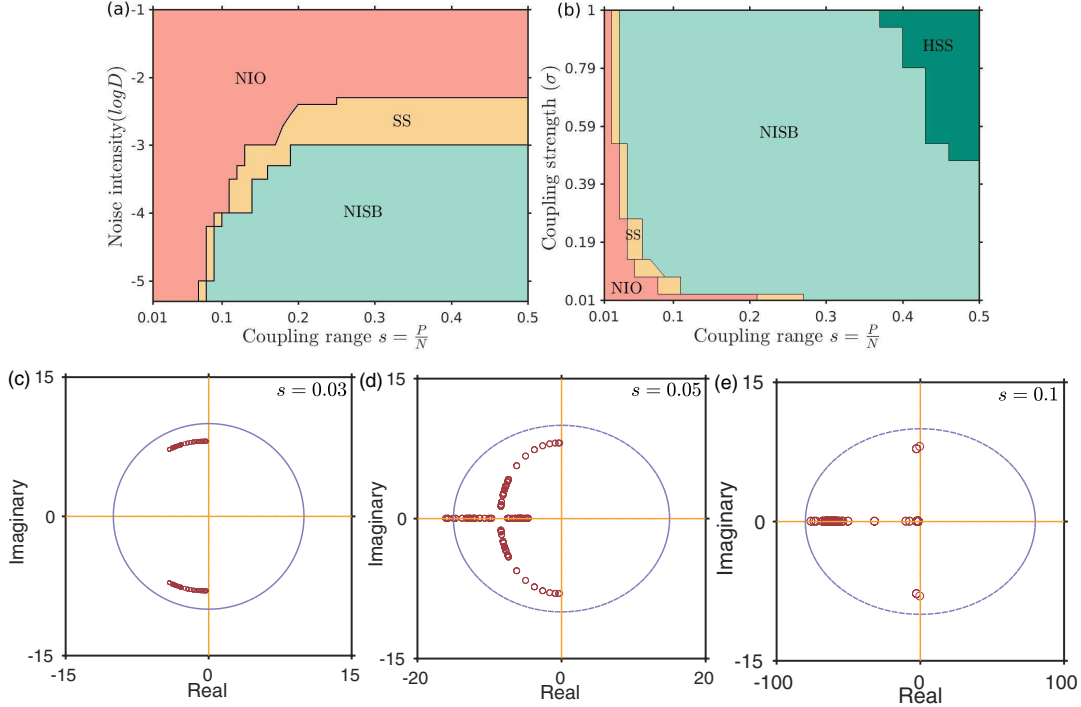 (a)
Noise intensity(logD)
-1
-2
-3
-4
-5
NIO
SS
NISB
0.01 0.1 0.2 0.3 0.4 0.5
Coupling range s = P/N
(b)
Coupling strength (σ)
1
0.79
0.59
0.39
0.19
0.01
HSS
NISB
SS
NIO
0.01 0.1 0.2 0.3 0.4 0.5
Coupling range s = P/N
(c)
s = 0.03
Imaginary
15
0
-15
-15 0 15
Real
(d)
s = 0.05
Imaginary
15
0
-15
-20 0 20
Real
(e)
s = 0.1
Imaginary
15
0
-15
-100 0 100
Real